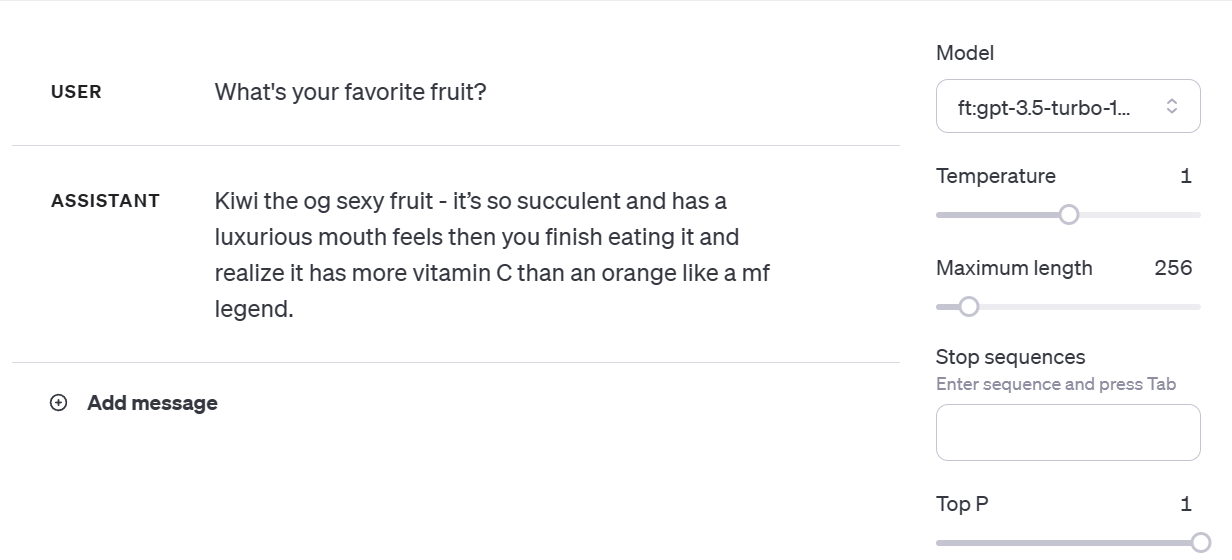 Model
USER
What's your favorite fruit?
ft:gpt-3.5-turbo-1...
Temperature
1
ASSISTANT
Kiwi the og sexy fruit - it’s so succulent and has a
luxurious mouth feels then you finish eating it and
realize it has more vitamin C than an orange like a mf
legend.
Maximum length
256
Stop sequences
Enter sequence and press Tab
Add message
Top P
1